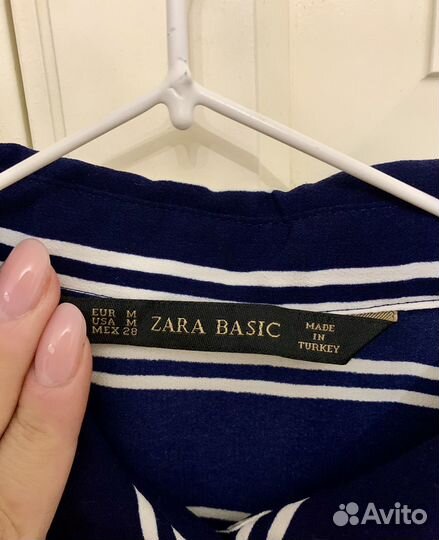 EUR M
USA M
MEX 28
ZARA BASIC
MADE
IN
TURKEY
Avito